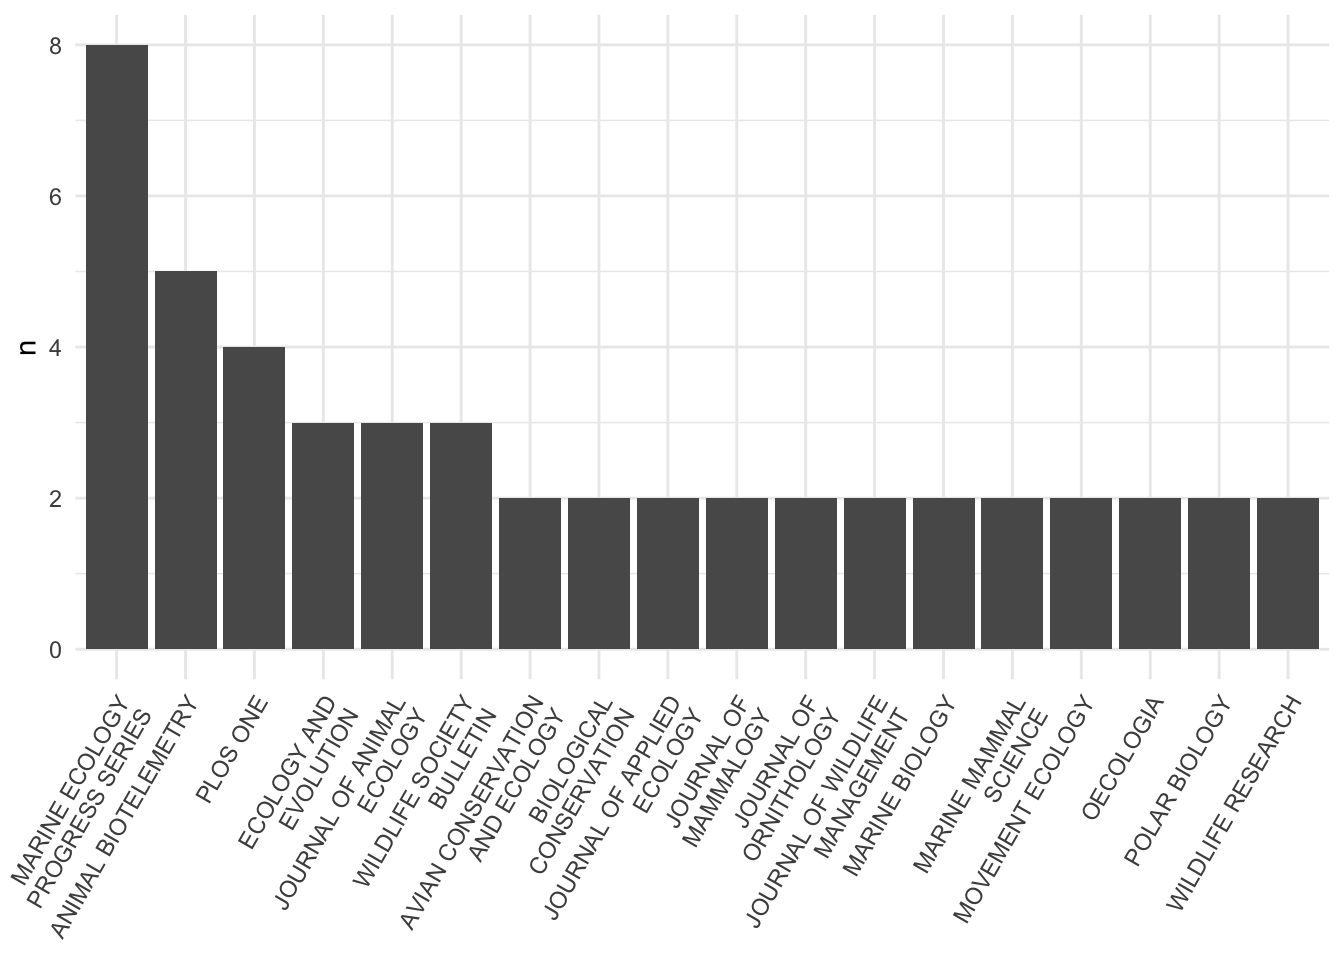 8
6
4
2
0
n
MARINE ECOLOGY
PROGRESS SERIES
ANIMAL BIOTELEMETRY
PLOS ONE
ECOLOGY AND
EVOLUTION
JOURNAL OF ANIMAL
ECOLOGY
WILDLIFE SOCIETY
BULLETIN
AVIAN CONSERVATION
AND ECOLOGY
BIOLOGICAL
CONSERVATION
JOURNAL OF APPLIED
ECOLOGY
JOURNAL OF
MAMMALOGY
JOURNAL OF
ORNITHOLOGY
JOURNAL OF WILDLIFE
MANAGEMENT
MARINE BIOLOGY
MARINE MAMMAL
SCIENCE
MOVEMENT ECOLOGY
OECOLOGIA
POLAR BIOLOGY
WILDLIFE RESEARCH